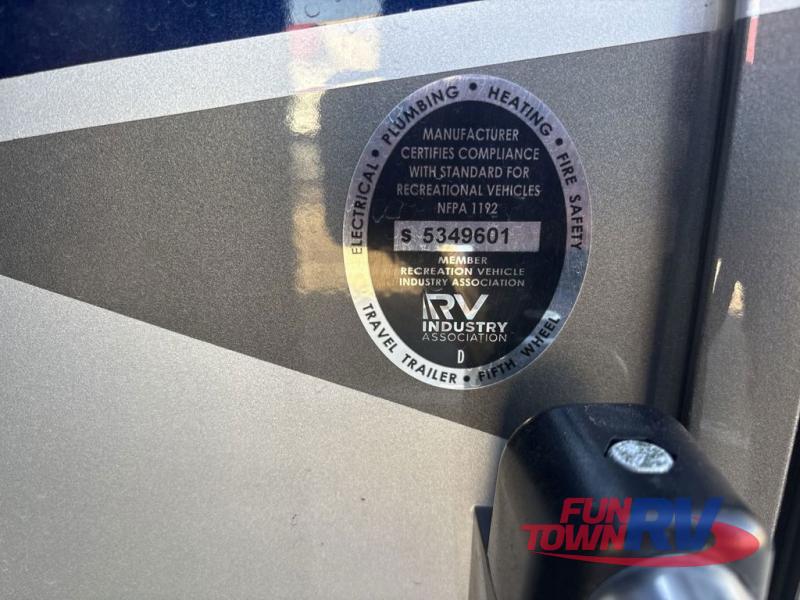 ELECTRICAL • PLUMBING • HEATING • FIRE SAFETY
MANUFACTURER
CERTIFIES COMPLIANCE
WITH STANDARD FOR
RECREATIONAL VEHICLES
NFPA 1192
S 5349601
MEMBER
RECREATION VEHICLE
INDUSTRY ASSOCIATION
RV
INDUSTRY
ASSOCIATION
D
TRAVEL TRAILER • FIFTH WHEEL
FUN
TOWN RV